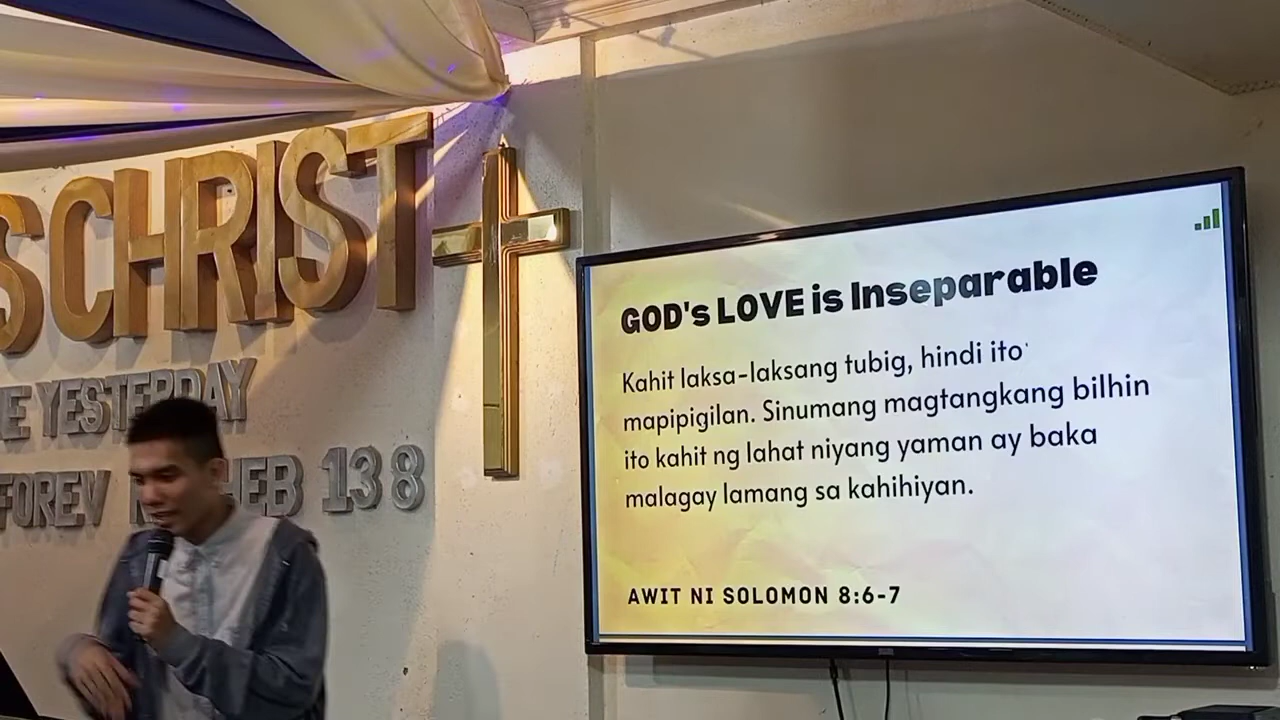 S CHRIST
E YESTERDAY
FOREV HEB 13 8
GOD's LOVE is Inseparable
Kahit laksa-laksang tubig, hindi ito
mapipigilan. Sinumang magtangkang bilhin
ito kahit ng lahat niyang yaman ay baka
malagay lamang sa kahihiyan.
AWIT NI SOLOMON 8:6-7